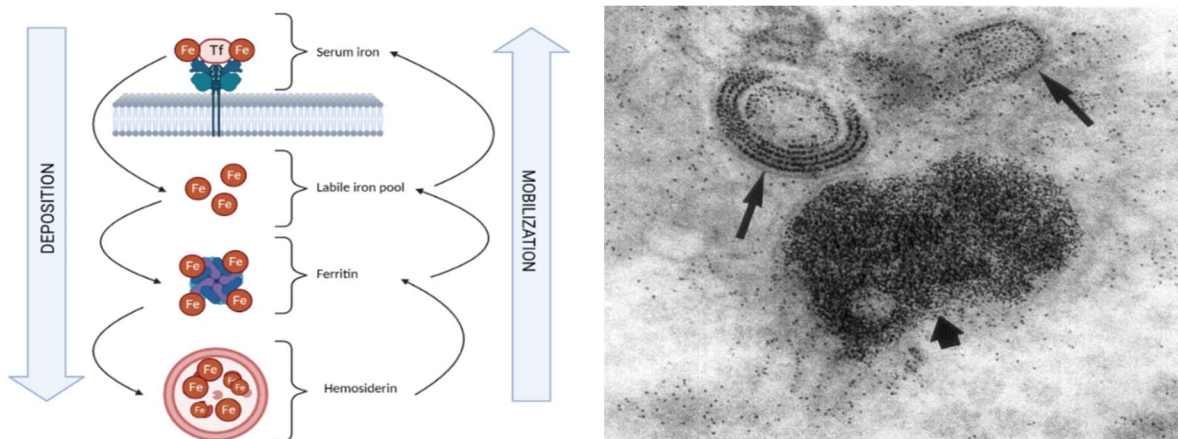 DEPOSITION
Fe Tf Fe
Serum iron
Fe Fe Fe
Labile iron pool
Fe Fe Fe Fe
Ferritin
Fe Fe Fe Fe Fe Fe
Hemosiderin
MOBILIZATION